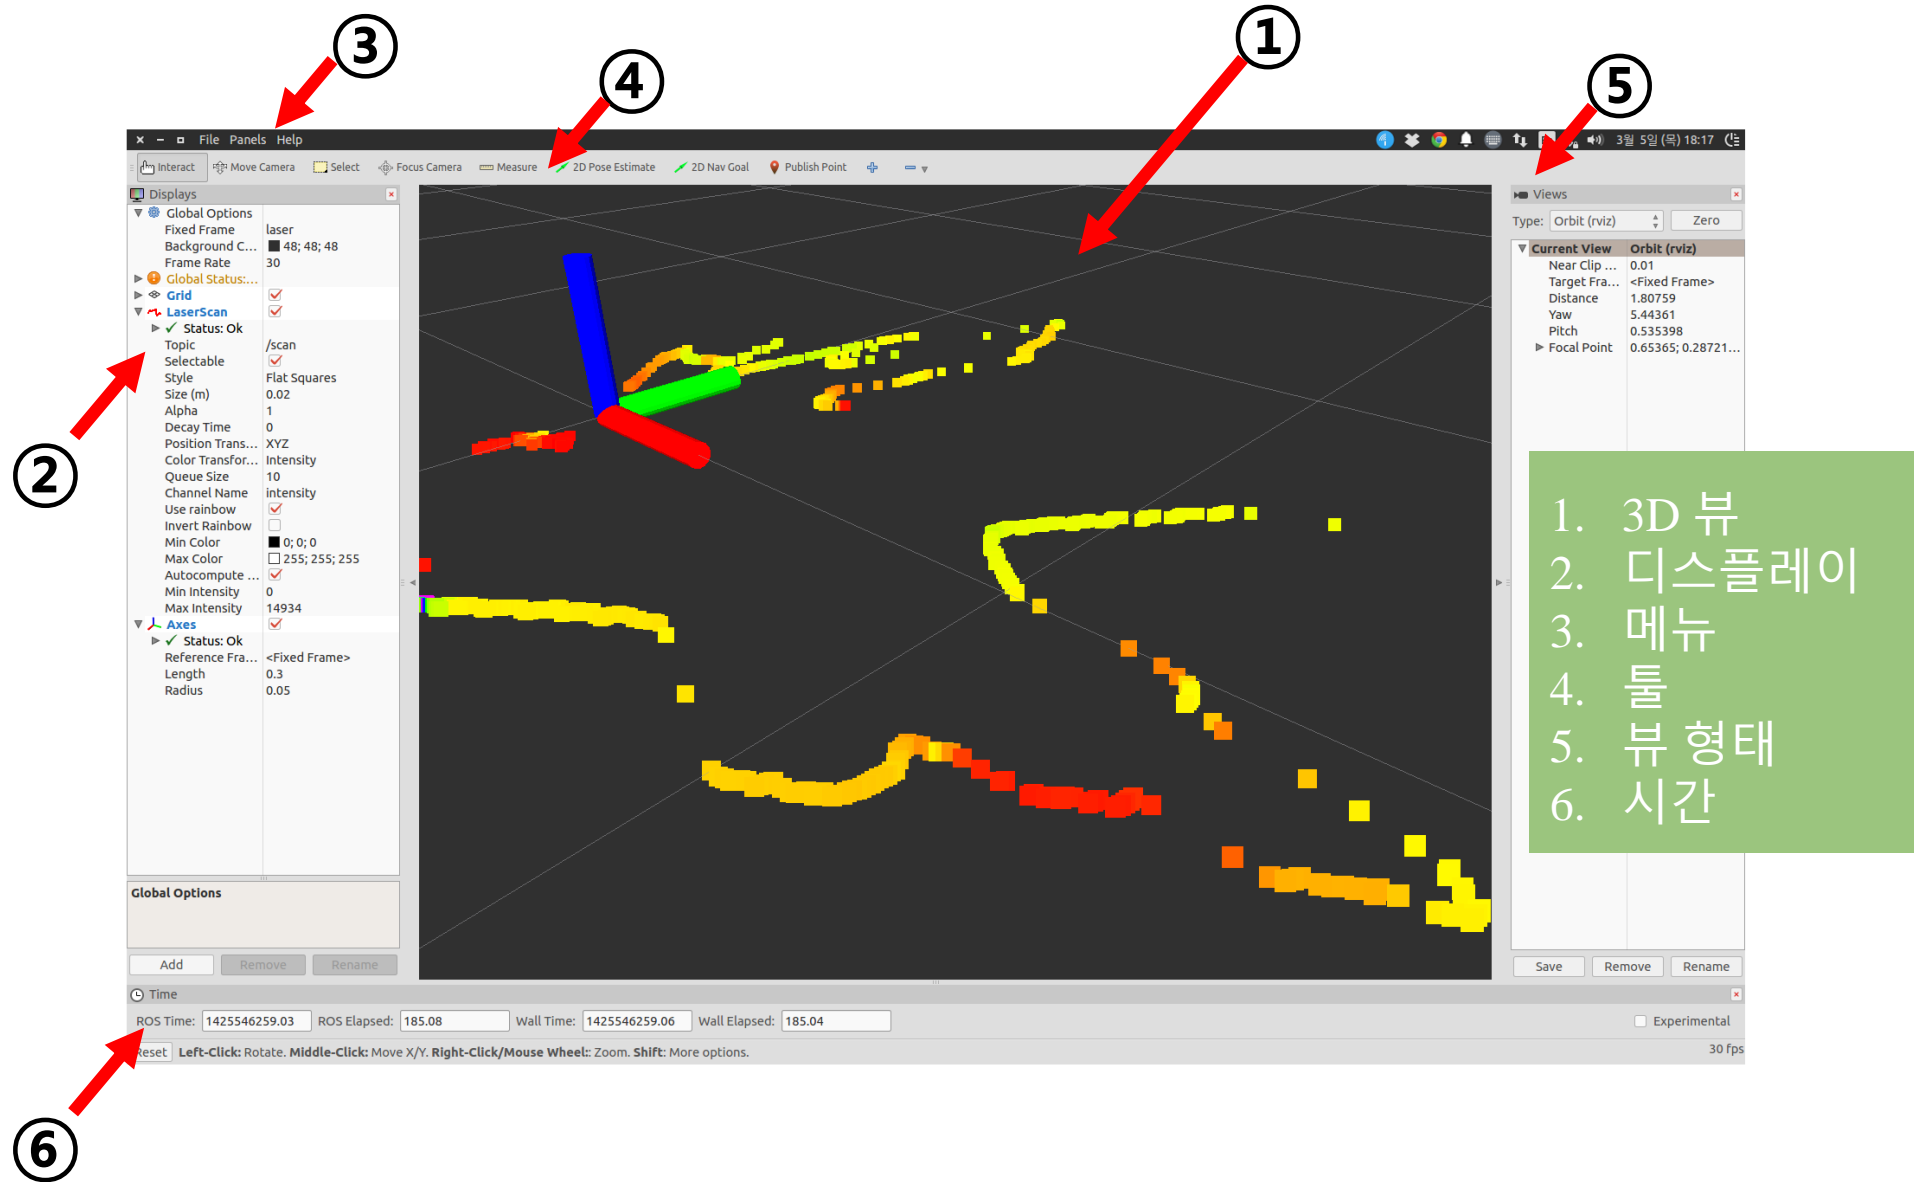 ③
①
④
⑤
File Panels Help
3월 5일 (목) 18:17
Interact Move Camera Select Focus Camera Measure 2D Pose Estimate 2D Nav Goal Publish Point
Displays
Global Options
Fixed Frame laser
Background C... 48; 48; 48
Frame Rate 30
Global Status:...
Grid
LaserScan
Status: Ok
Topic /scan
Selectable
Style Flat Squares
Size (m) 0.02
Alpha 1
Decay Time 0
Position Trans... XYZ
Color Transfor... Intensity
Queue Size 10
Channel Name intensity
Use rainbow
Invert Rainbow
Min Color 0; 0; 0
Max Color 255; 255; 255
Autocompute ...
Min Intensity 0
Max Intensity 14934
Axes
Status: Ok
Reference Fra... <Fixed Frame>
Length 0.3
Radius 0.05
②
Global Options
Add Remove Rename
Views
Type: Orbit (rviz) Zero
Current View Orbit (rviz)
Near Clip ... 0.01
Target Fra... <Fixed Frame>
Distance 1.80759
Yaw 5.44361
Pitch 0.535398
Focal Point 0.65365; 0.28721...
1. 3D 뷰
2. 디스플레이
3. 메뉴
4. 툴
5. 뷰 형태
6. 시간
Save Remove Rename
Time
ROS Time: 1425546259.03 ROS Elapsed: 185.08 Wall Time: 1425546259.06 Wall Elapsed: 185.04 Experimental
Reset Left-Click: Rotate. Middle-Click: Move X/Y. Right-Click/Mouse Wheel:: Zoom. Shift: More options. 30 fps
⑥